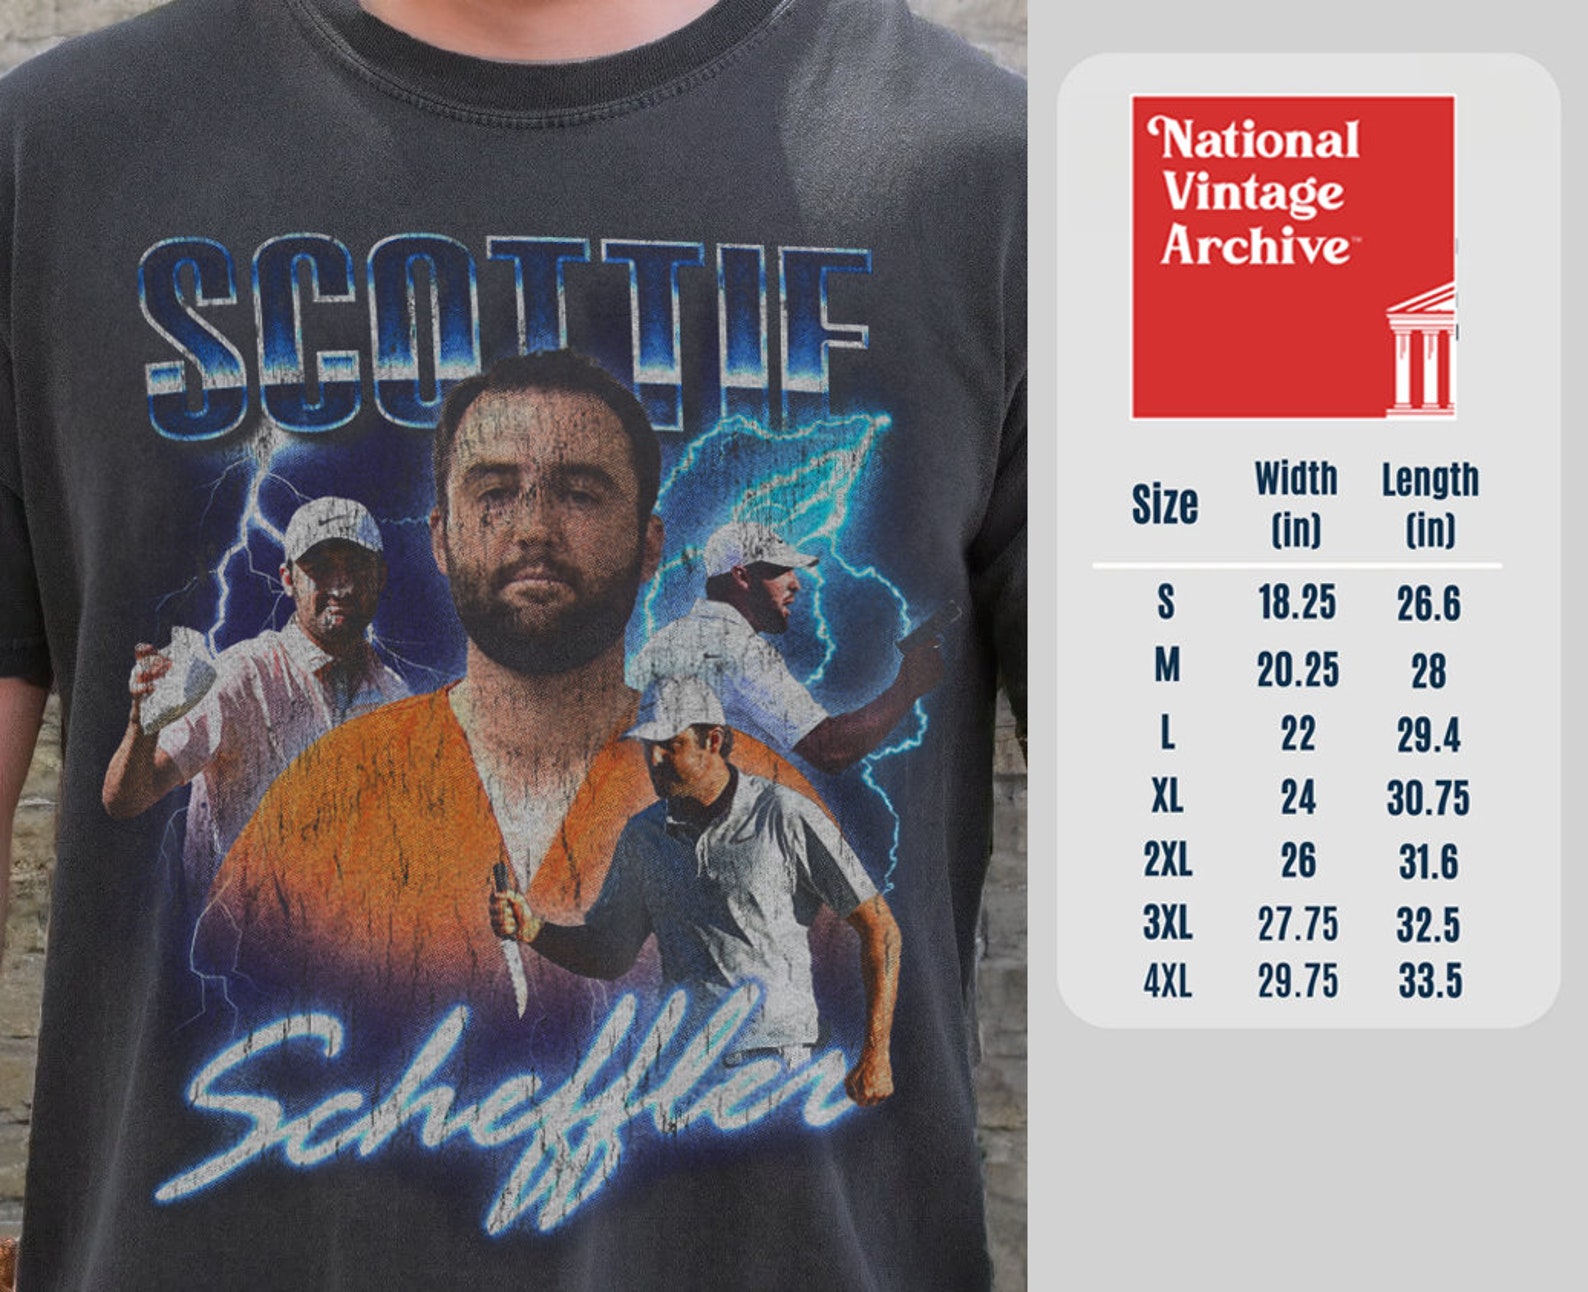 SCOTTIE
Scheffler
National
Vintage
Archive™
Size Width (in) Length (in)
S 18.25 26.6
M 20.25 28
L 22 29.4
XL 24 30.75
2XL 26 31.6
3XL 27.75 32.5
4XL 29.75 33.5